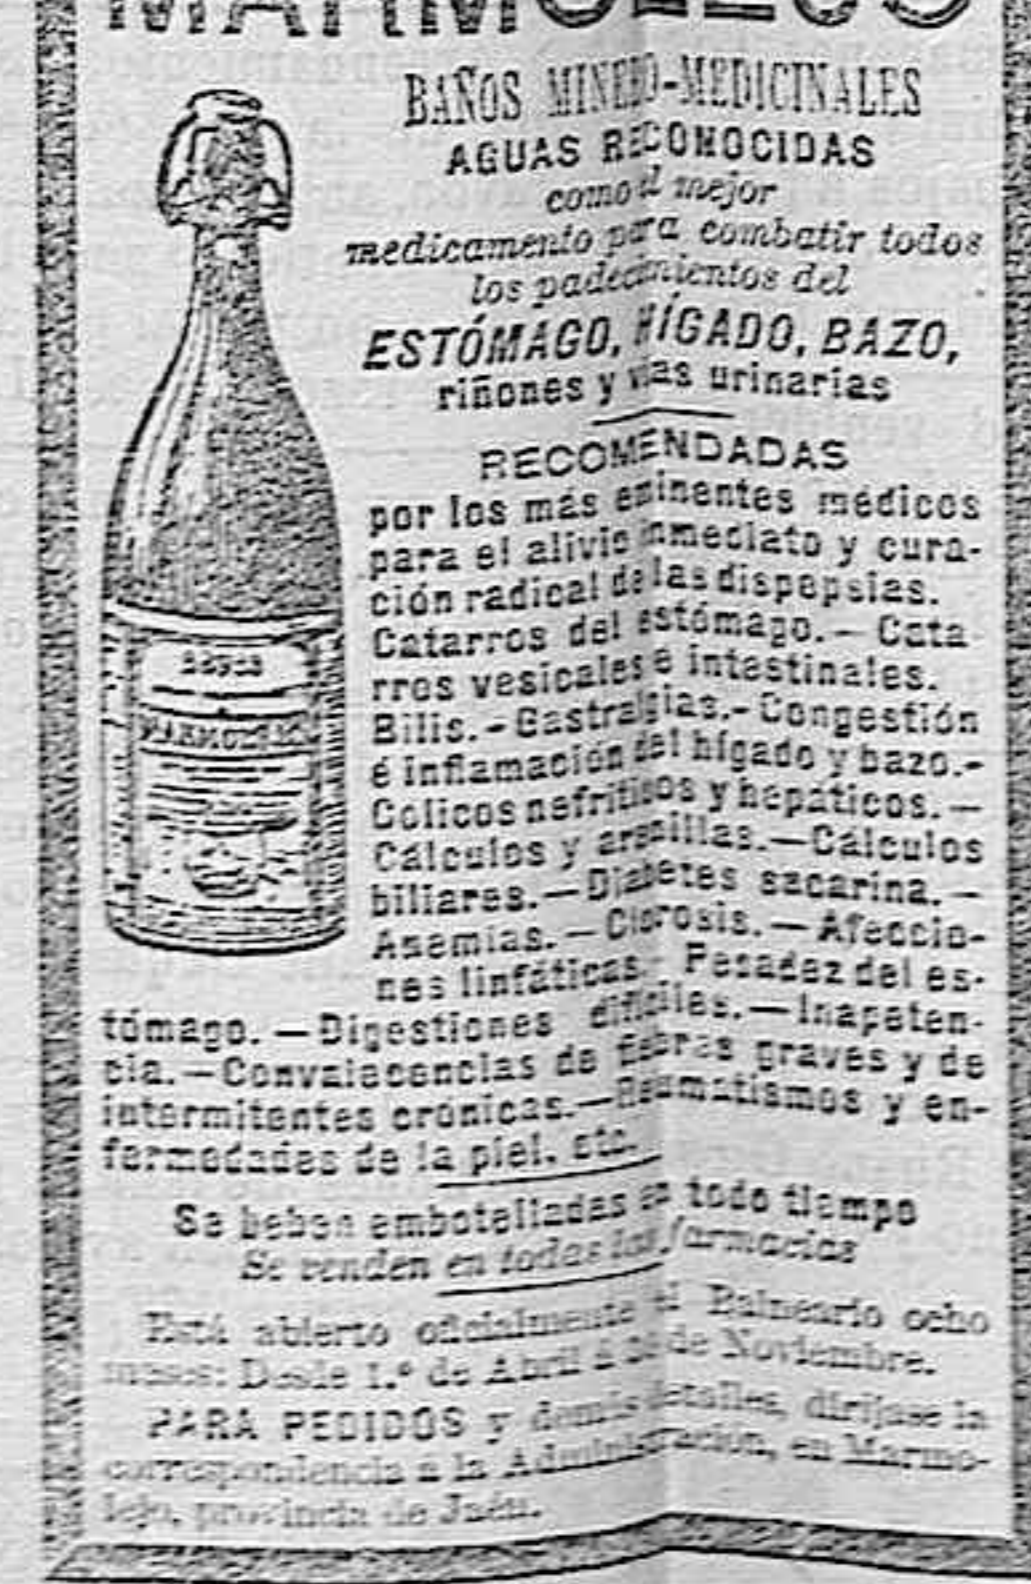 MARMOLEJO
BAÑOS MINERO-MEDICINALES
AGUAS RECONOCIDAS
como el mejor
medicamento para combatir todos
los padecimientos del
ESTÓMAGO, HÍGADO, BAZO,
riñones y vías urinarias
RECOMENDADAS
por los más eminentes médicos
para el alivio inmediato y cura-
ción radical de las dispepsias.
Catarros del estómago.—Cata-
rros vesicales é intestinales.
Bilis.-Gastralgias.-Congestión
é inflamación del hígado y bazo.-
Cólicos nefríticos y hepáticos.—
Cálculos y arenillas.—Cálculos
biliares.—Diabetes sacarina.—
Anemias.—Clorosis.—Afeccio-
nes linfáticas. Pesadez del es-
tómago.—Digestiones difíciles.—Inapeten-
cia.—Convalecencias de fiebres graves y de
intermitentes crónicas.—Reumatismos y en-
fermedades de la piel, etc.
Se beben embotelladas en todo tiempo
Se venden en todas las farmacias
Está abierto oficialmente el Balneario ocho
meses: Desde 1.º de Abril á de Noviembre.
PARA PEDIDOS y demás detalles, diríjase la
correspondencia a la Administración, en Marmo-
lejo, provincia de Jaén.
MARMOLEJO